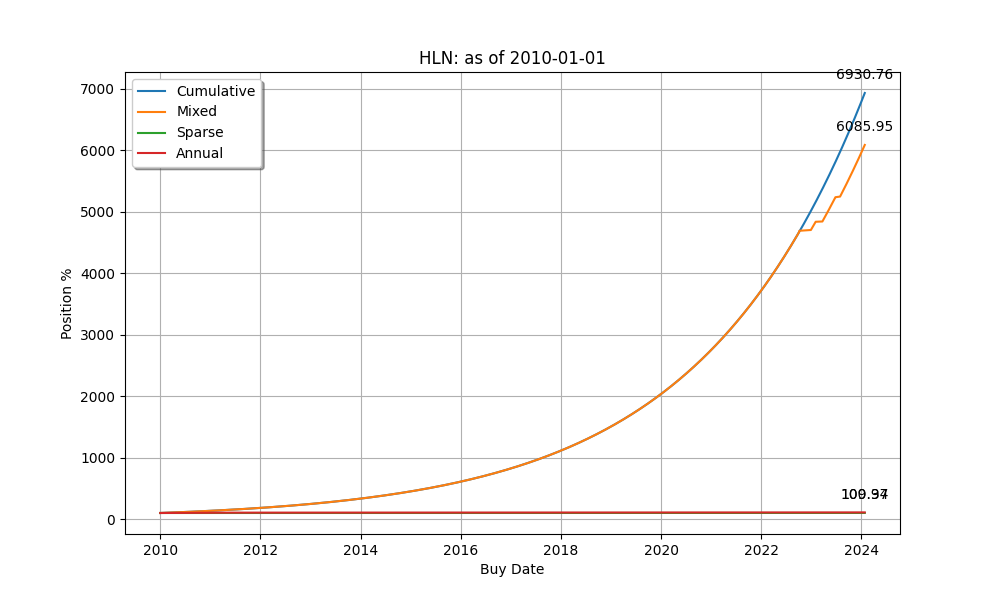 HLN: as of 2010-01-01
6930.76
7000
Cumulative
Mixed
Sparse
Annual
6085.95
6000
5000
4000
3000
2000
1000
0
Position %
2010 2012 2014 2016 2018 2020 2022 2024
Buy Date